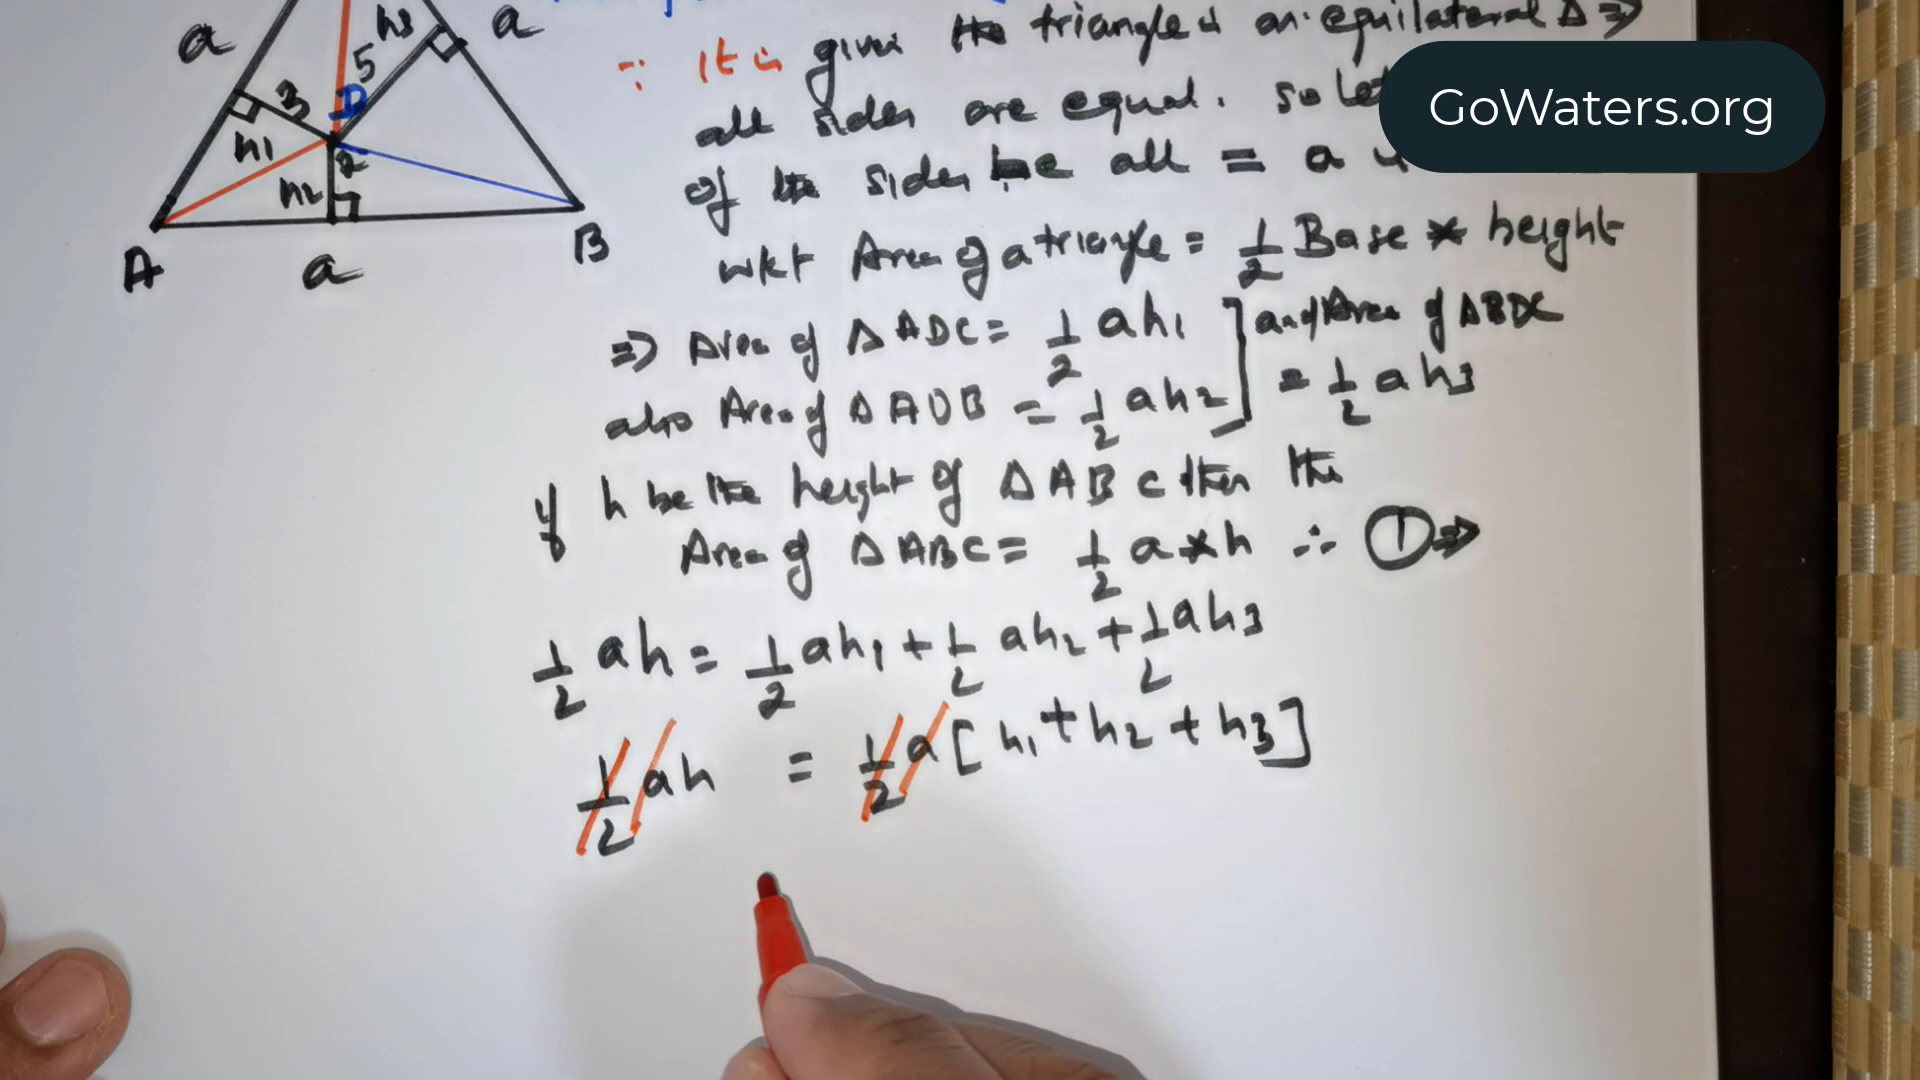 a
h3
a
5
3
D
h1
2
h2
A
a
B
∵ It is given the triangle is an equilateral Δ ⇒
all sides are equal. so let
of the sides be all = a
wkt Area of a triangle = 1/2 Base * height
⇒ Area of Δ ADC = 1/2 ah1 ] and Area of ΔBDC
also Area of Δ ADB = 1/2 ah2 ] = 1/2 ah3
if h be the height of Δ ABC then the
Area of Δ ABC = 1/2 a*h ∴ ① ⇒
1/2 ah = 1/2 ah1 + 1/2 ah2 + 1/2 ah3
1/2 ah = 1/2 a [h1 + h2 + h3]
GoWaters.org